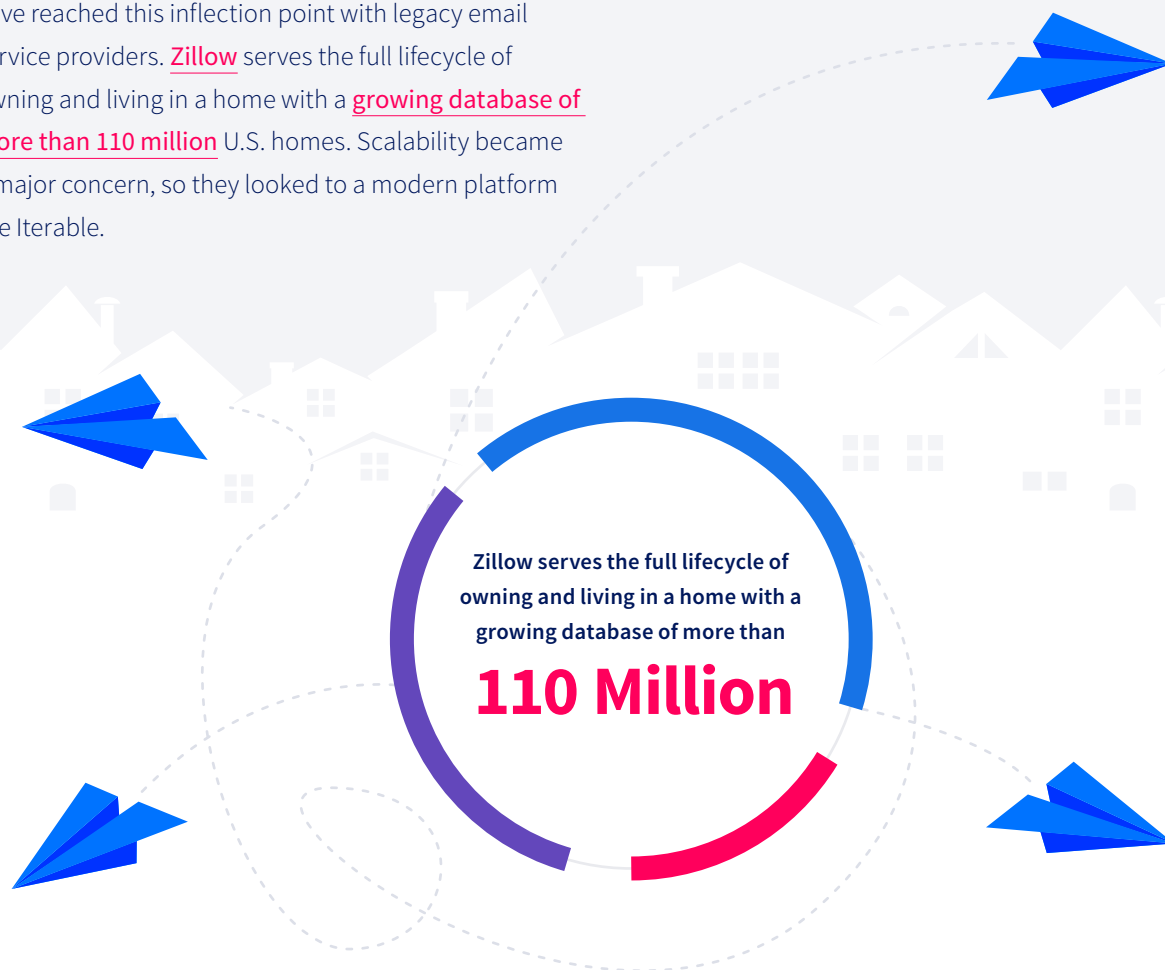 ve reached this inflection point with legacy email
rvice providers. Zillow serves the full lifecycle of
wning and living in a home with a growing database of
ore than 110 million U.S. homes. Scalability became
major concern, so they looked to a modern platform
e Iterable.
Zillow serves the full lifecycle of
owning and living in a home with a
growing database of more than
110 Million